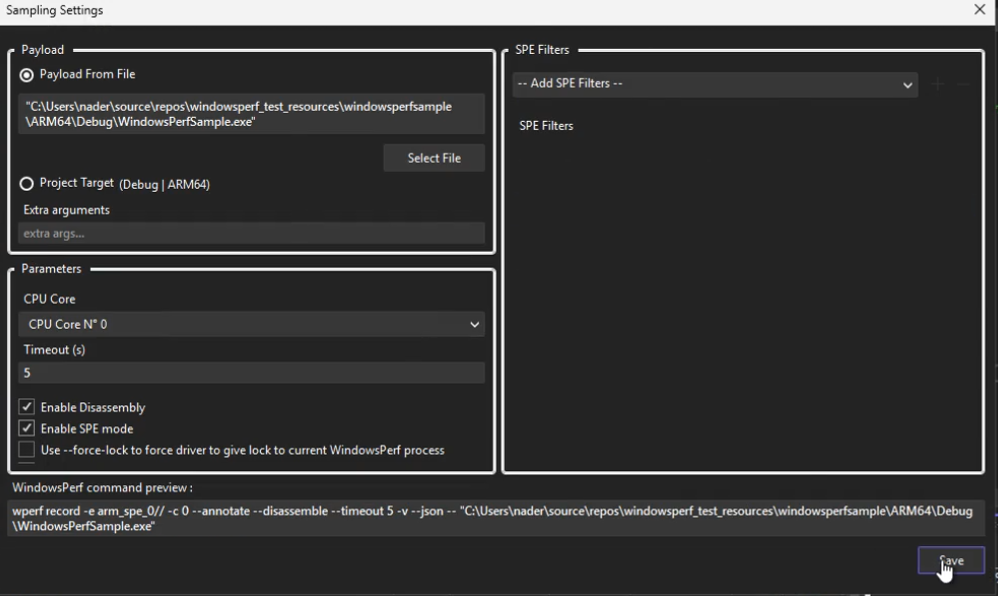 Sampling Settings
Payload
Payload From File
"C:\Users\nader\source\repos\windowsperf_test_resources\windowsperfsample
\ARM64\Debug\WindowsPerfSample.exe"
Select File
Project Target (Debug | ARM64)
Extra arguments
extra args...
Parameters
CPU Core
CPU Core N° 0
Timeout (s)
5
Enable Disassembly
Enable SPE mode
Use --force-lock to force driver to give lock to current WindowsPerf process
SPE Filters
-- Add SPE Filters --
SPE Filters
WindowsPerf command preview :
wperf record -e arm_spe_0// -c 0 --annotate --disassemble --timeout 5 -v --json -- "C:\Users\nader\source\repos\windowsperf_test_resources\windowsperfsample\ARM64\Debug
\WindowsPerfSample.exe"
Save